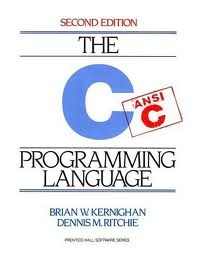 SECOND EDITION
THE
C
ANSI
C
PROGRAMMING
LANGUAGE
BRIAN W. KERNIGHAN
DENNIS M. RITCHIE
PRENTICE HALL SOFTWARE SERIES